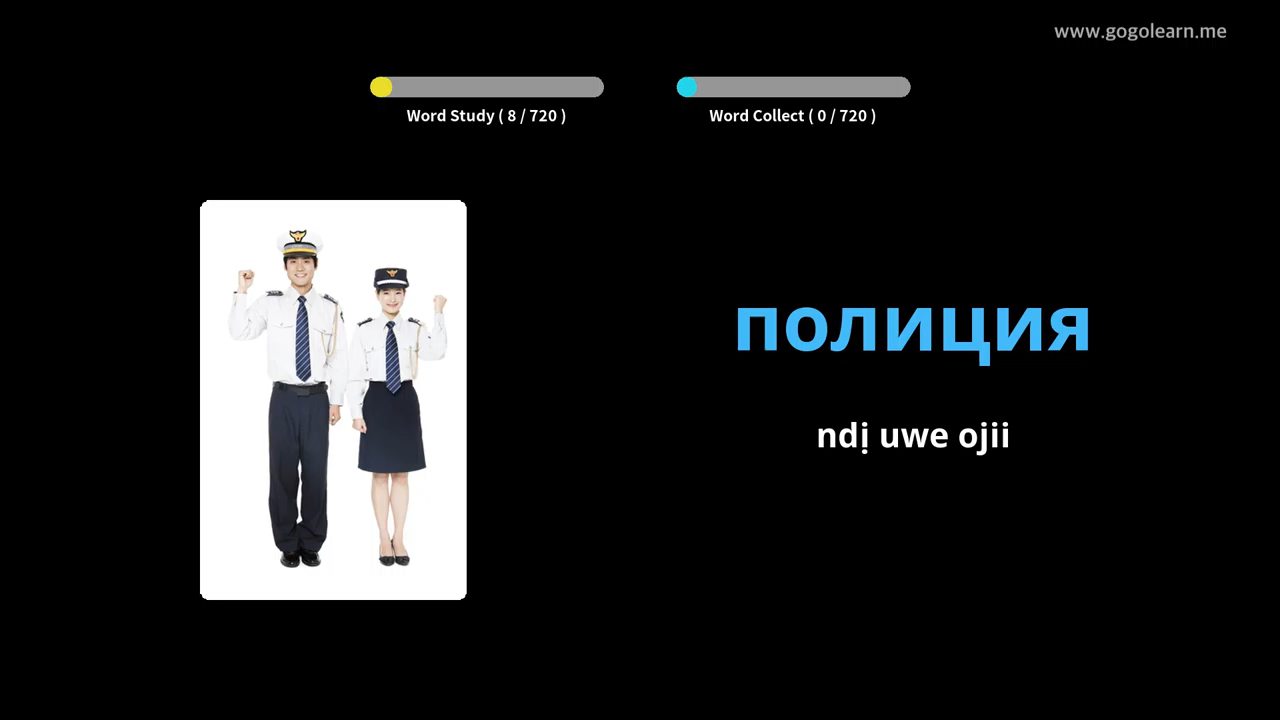 www.gogolearn.me
Word Study ( 8 / 720 )
Word Collect ( 0 / 720 )
полиция
ndị uwe ojii